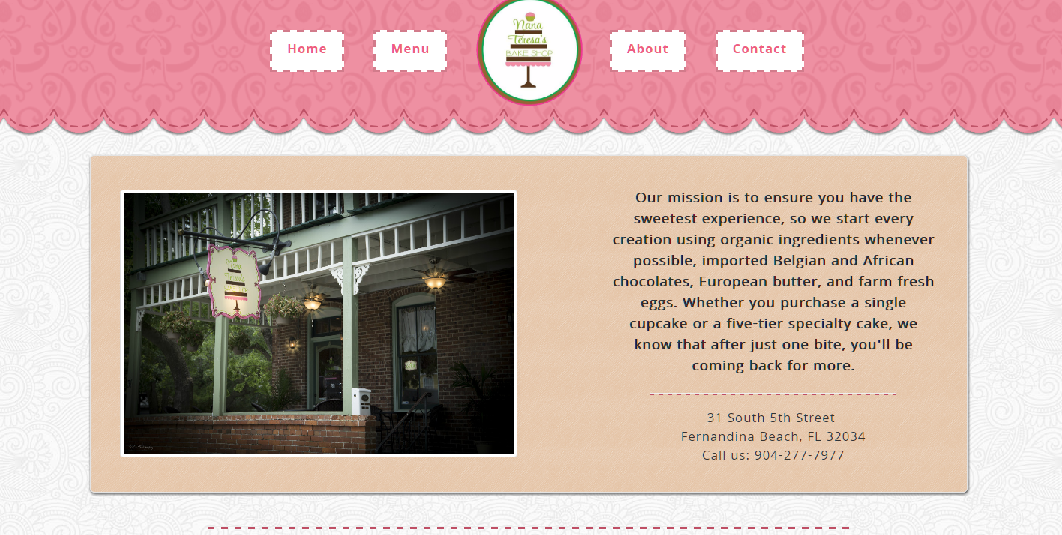 Home
Menu
Nana
Teresa's
BAKE SHOP
About
Contact
Our mission is to ensure you have the
sweetest experience, so we start every
creation using organic ingredients whenever
possible, imported Belgian and African
chocolates, European butter, and farm fresh
eggs. Whether you purchase a single
cupcake or a five-tier specialty cake, we
know that after just one bite, you'll be
coming back for more.
31 South 5th Street
Fernandina Beach, FL 32034
Call us: 904-277-7977